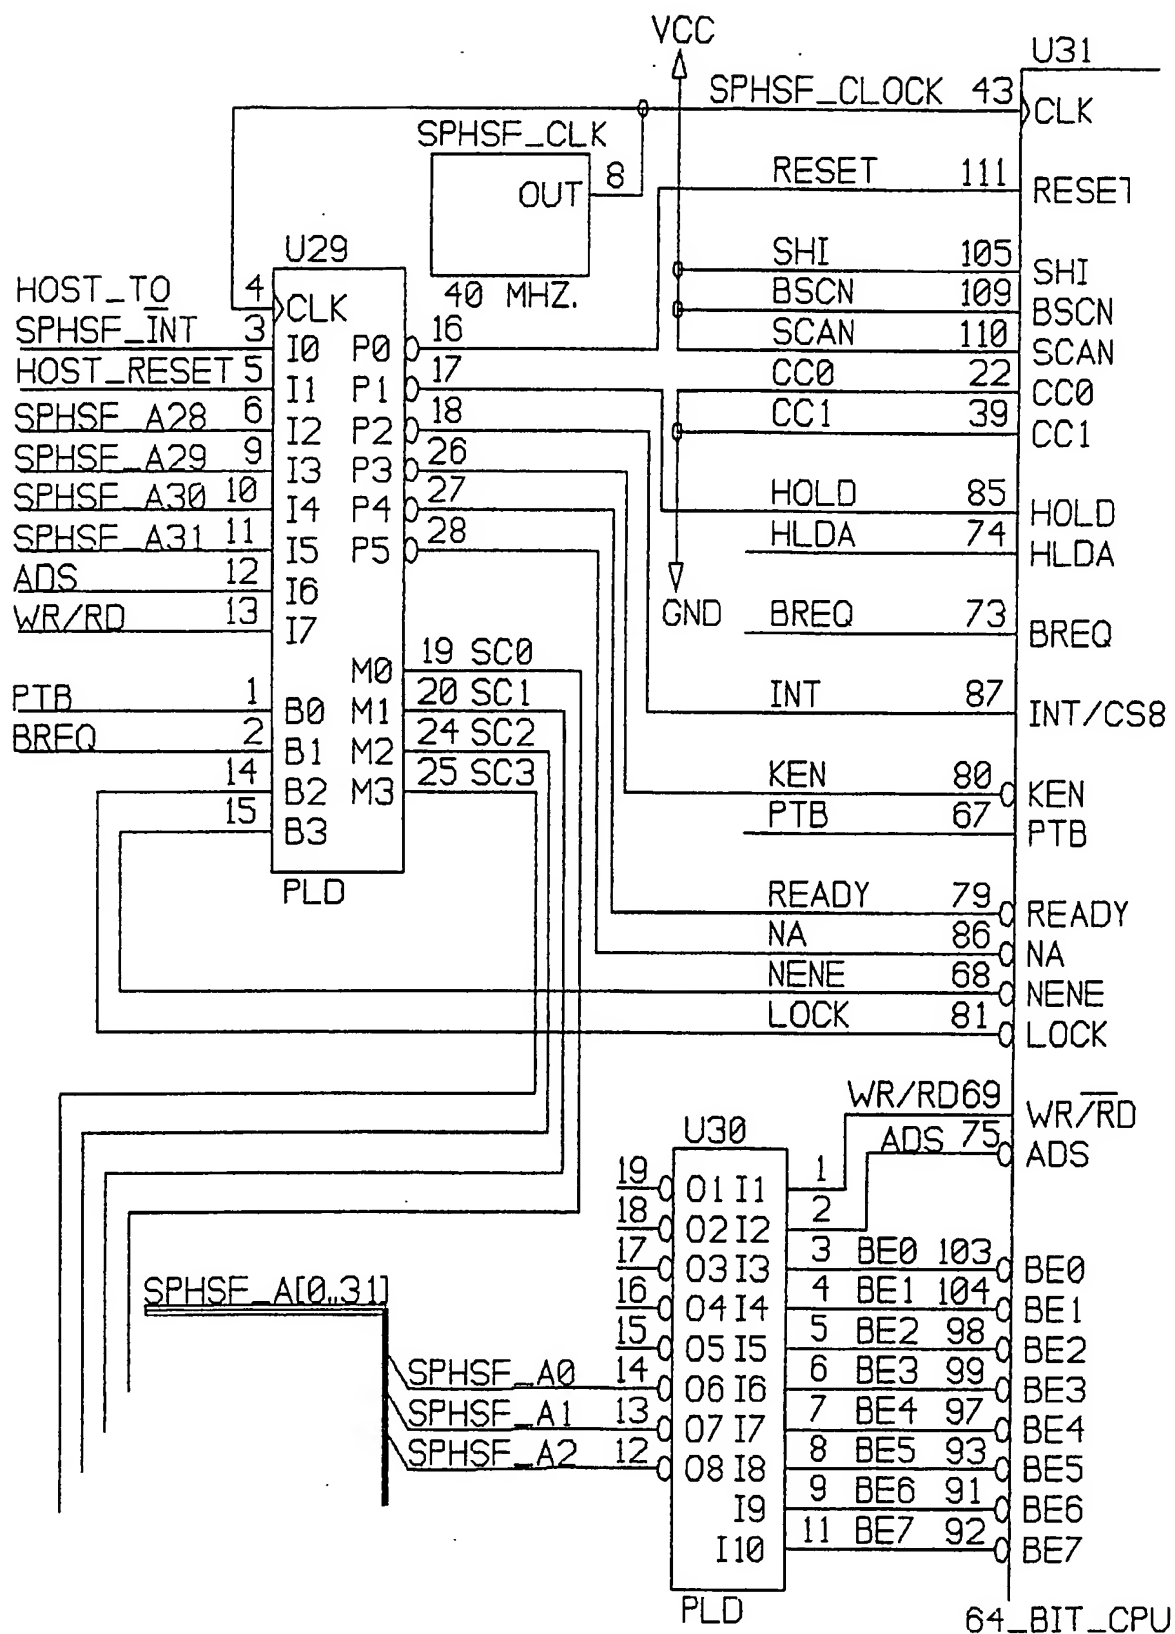 VCC
U31
SPHSF_CLOCK 43
CLK
SPHSF_CLK
OUT 8
40 MHZ.
RESET 111
RESET
U29
SHI 105
SHI
BSCN 109
BSCN
SCAN 110
SCAN
CC0 22
CC0
CC1 39
CC1
GND
HOST_TO
SPHSF_INT 3
4
CLK
I0 P0 16
HOST_RESET 5
I1 P1 17
SPHSF_A28 6
I2 P2 18
SPHSF_A29 9
I3 P3 26
SPHSF_A30 10
I4 P4 27
SPHSF_A31 11
I5 P5 28
ADS 12
I6
WR/RD 13
I7
M0 19 SC0
PTB 1
B0 M1 20 SC1
BREQ 2
B1 M2 24 SC2
14
B2 M3 25 SC3
15
B3
PLD
HOLD 85
HOLD
HLDA 74
HLDA
BREQ 73
BREQ
INT 87
INT/CS8
KEN 80
KEN
PTB 67
PTB
READY 79
READY
NA 86
NA
NENE 68
NENE
LOCK 81
LOCK
WR/RD 69
WR/RD
ADS 75
ADS
U30
19 O1 I1 1
18 O2 I2 2
17 O3 I3 3 BE0 103 BE0
16 O4 I4 4 BE1 104 BE1
15 O5 I5 5 BE2 98 BE2
SPHSF_A[0..31]
SPHSF_A0 14 O6 I6 6 BE3 99 BE3
SPHSF_A1 13 O7 I7 7 BE4 97 BE4
SPHSF_A2 12 O8 I8 8 BE5 93 BE5
I9 9 BE6 91 BE6
I10 11 BE7 92 BE7
PLD
64_BIT_CPU